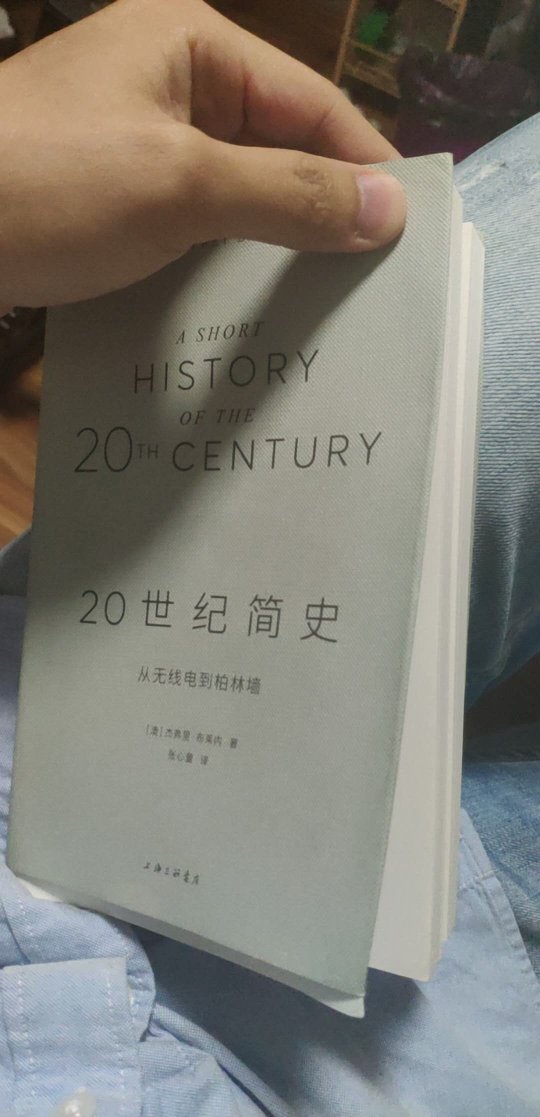 A SHORT
HISTORY
OF THE
20TH CENTURY
20世纪简史
从无线电到柏林墙
[澳]杰弗里·布莱内 著
张心童 译
上海三联书店